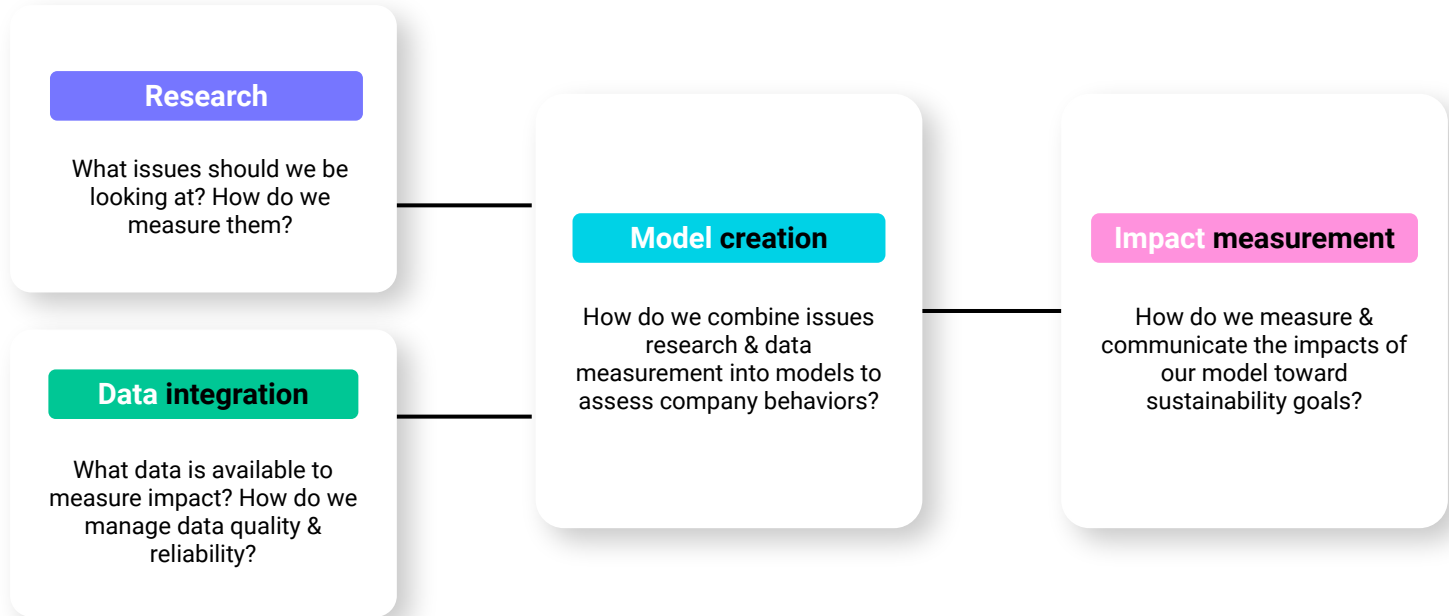 Research
What issues should we be
looking at? How do we
measure them?
Data integration
What data is available to
measure impact? How do we
manage data quality &
reliability?
Model creation
How do we combine issues
research & data
measurement into models to
assess company behaviors?
Impact measurement
How do we measure &
communicate the impacts of
our model toward
sustainability goals?